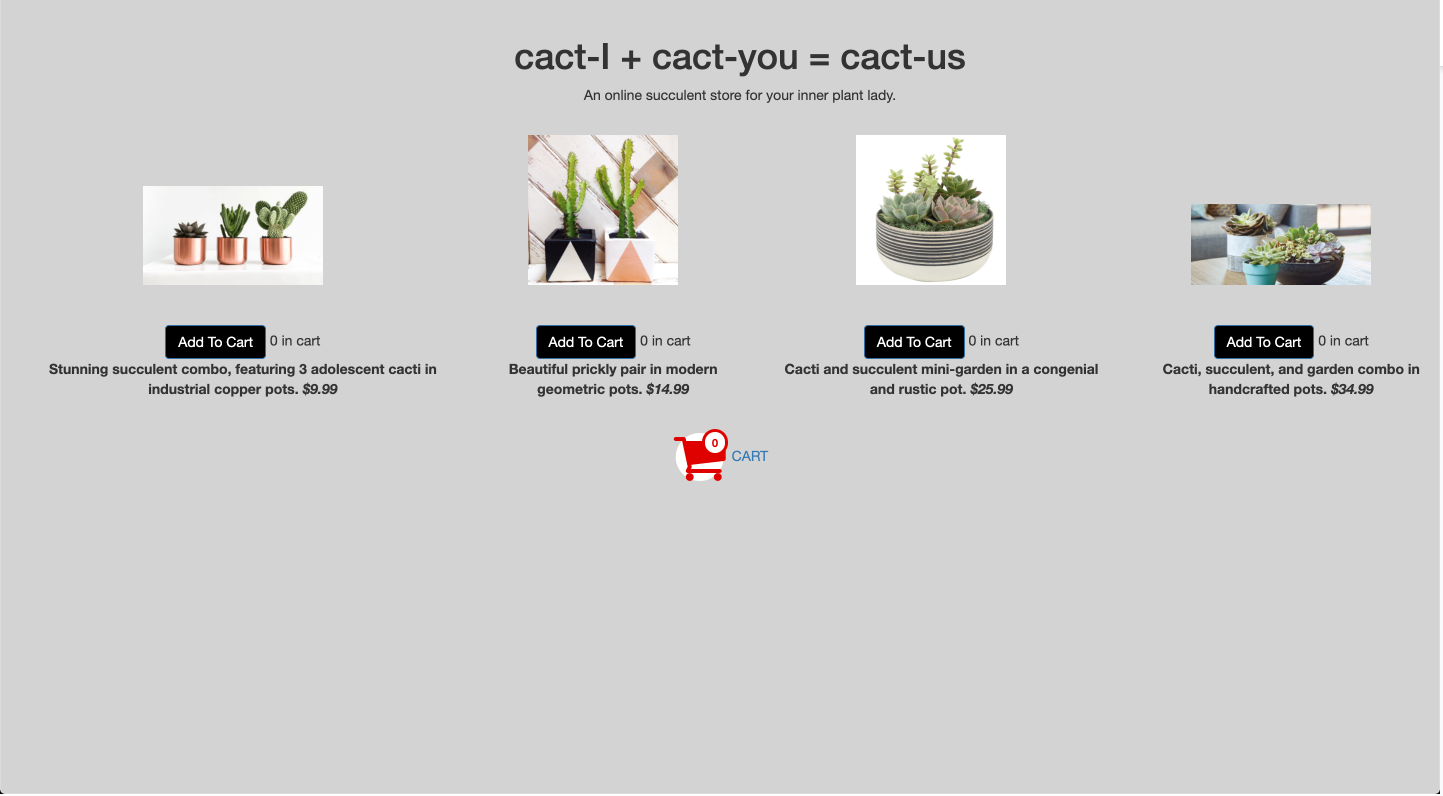 cact-I + cact-you = cact-us
An online succulent store for your inner plant lady.
Add To Cart 0 in cart
Stunning succulent combo, featuring 3 adolescent cacti in
industrial copper pots. $9.99
Add To Cart 0 in cart
Beautiful prickly pair in modern
geometric pots. $14.99
Add To Cart 0 in cart
Cacti and succulent mini-garden in a congenial
and rustic pot. $25.99
Add To Cart 0 in cart
Cacti, succulent, and garden combo in
handcrafted pots. $34.99
0 CART